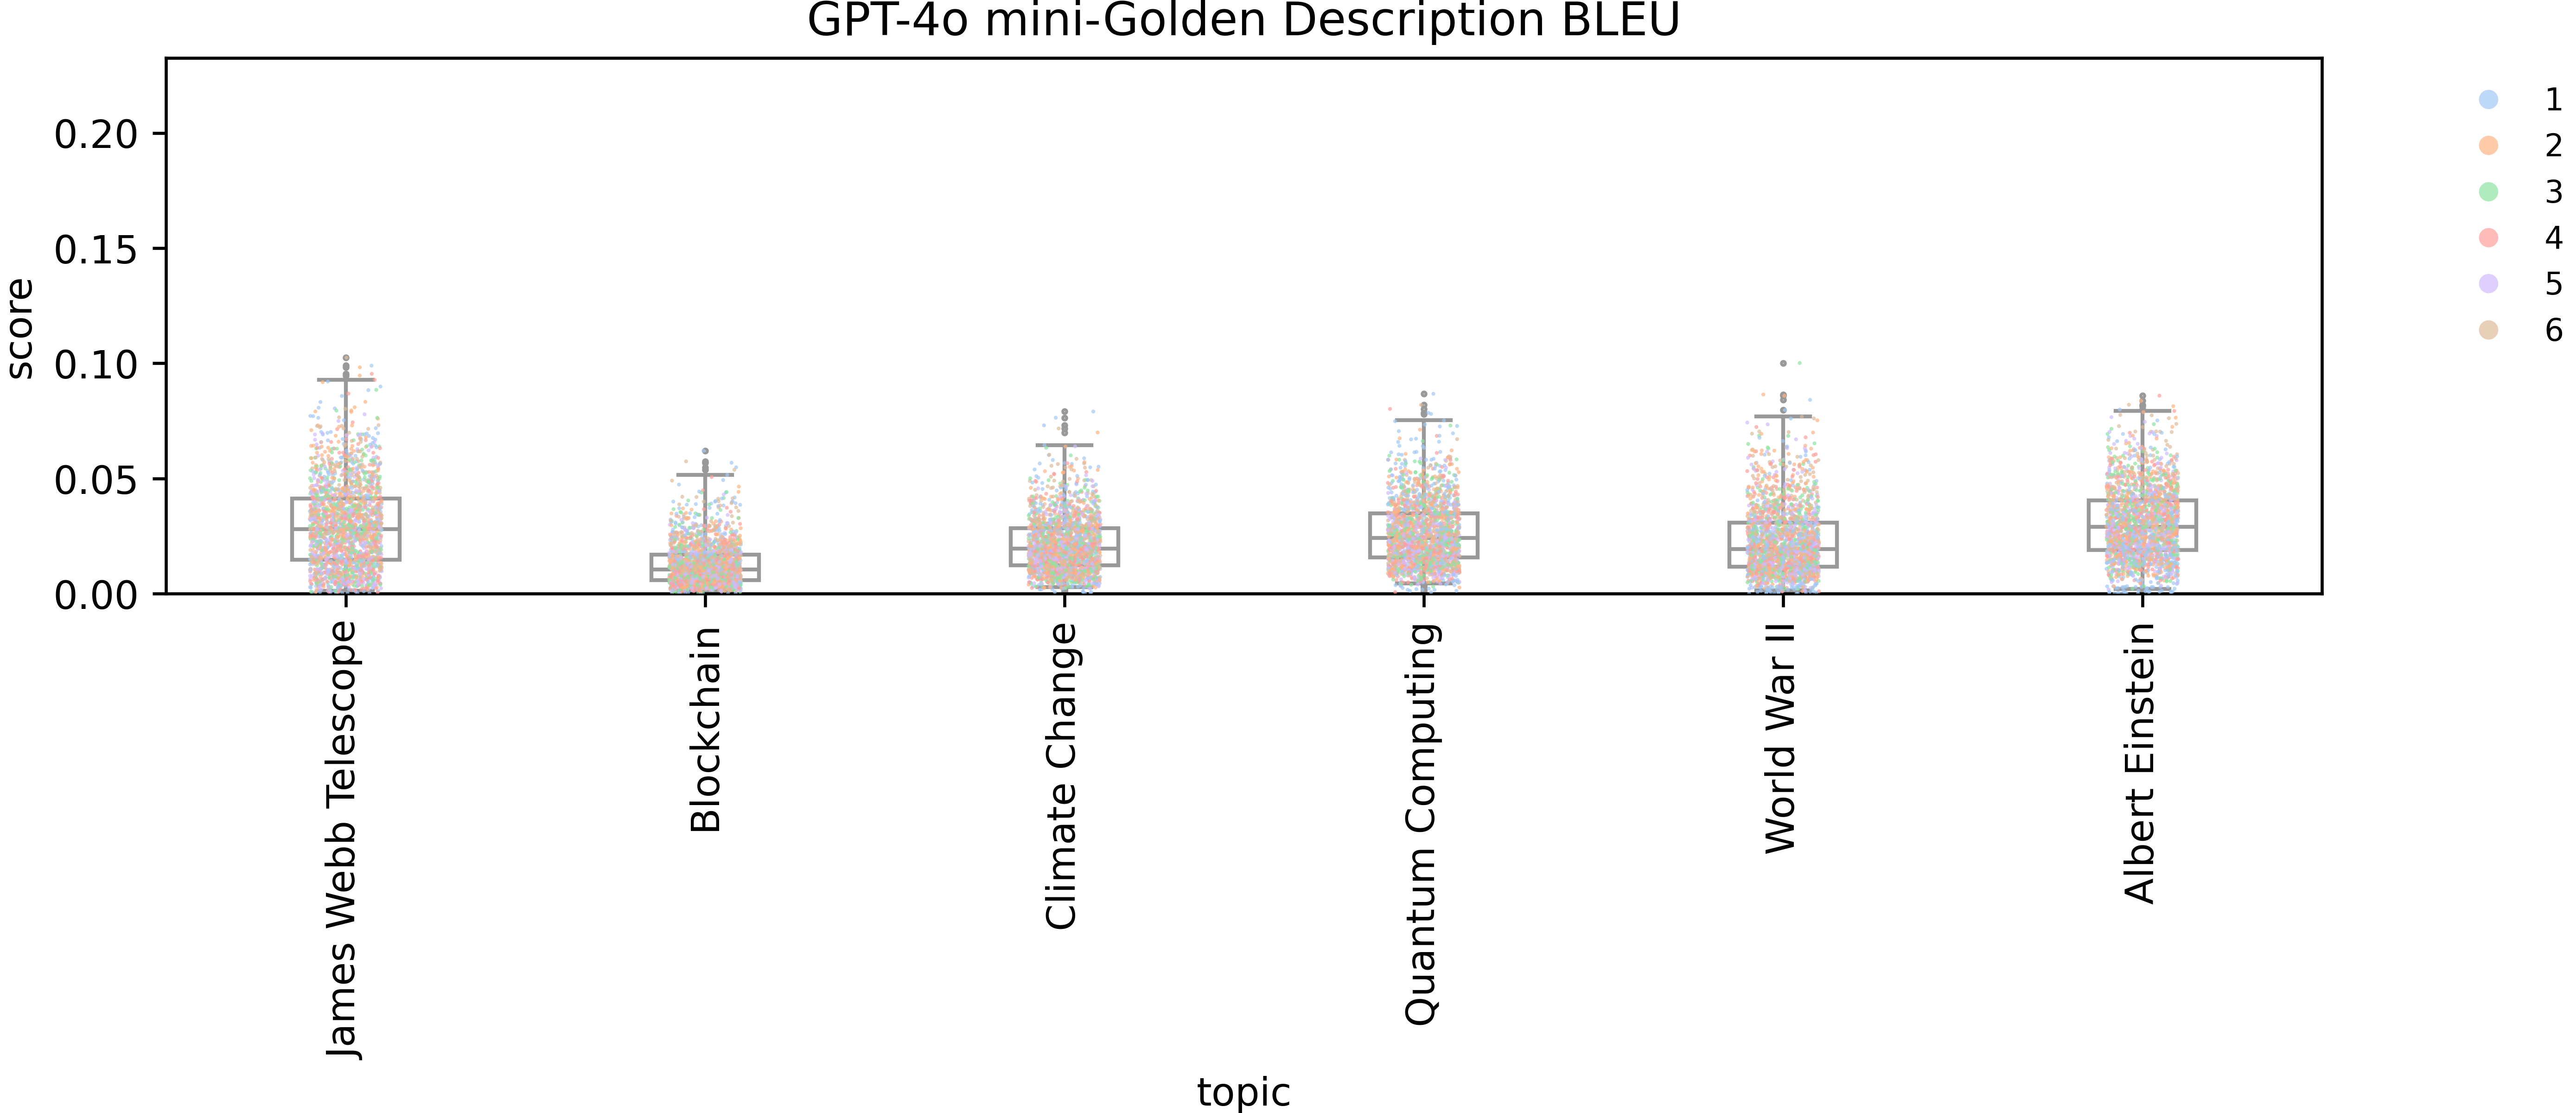 GPT-4o mini-Golden Description BLEU
score
0.20
0.15
0.10
0.05
0.00
1
2
3
4
5
6
James Webb Telescope
Blockchain
Climate Change
Quantum Computing
World War II
Albert Einstein
topic